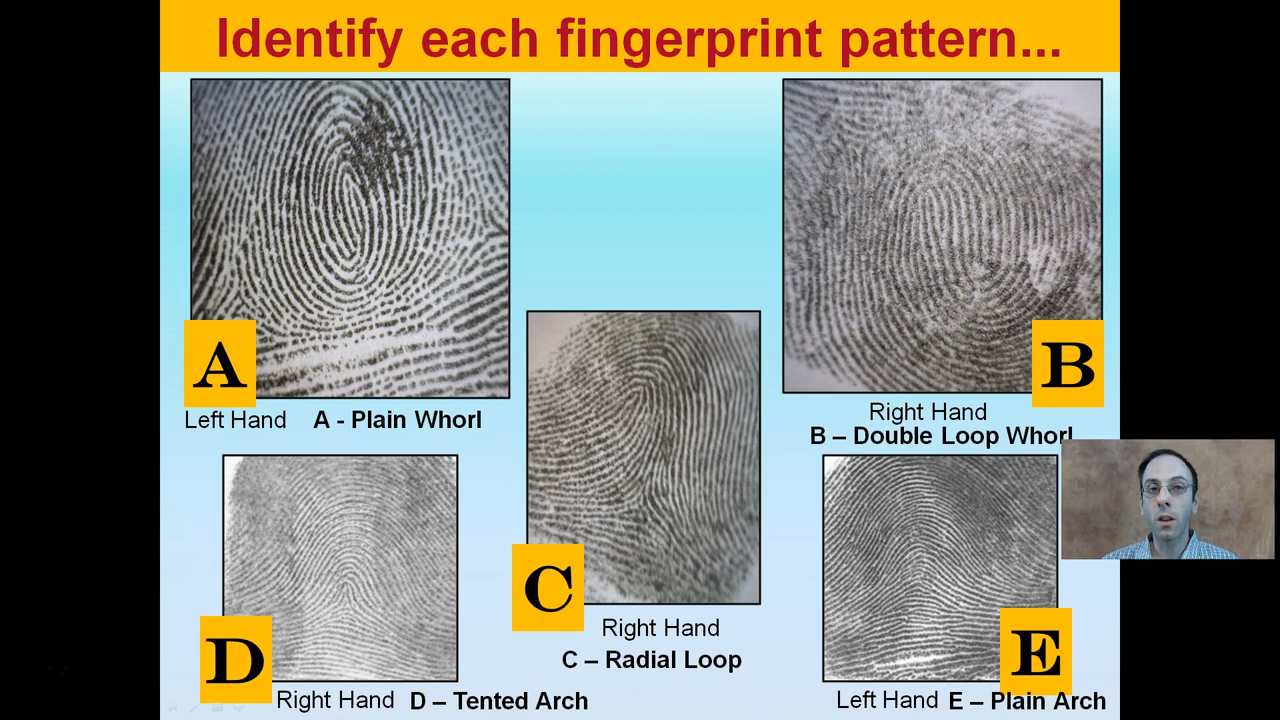 Identify each fingerprint pattern...
A
Left Hand A - Plain Whorl
B
Right Hand
B – Double Loop Whorl
C
Right Hand
C – Radial Loop
D
Right Hand D – Tented Arch
E
Left Hand E – Plain Arch